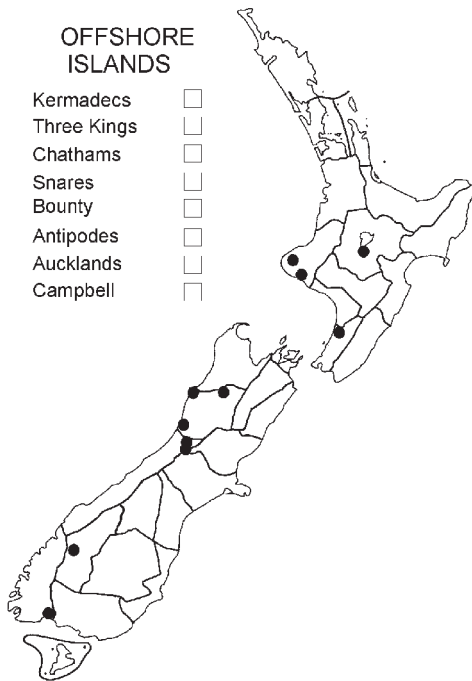 OFFSHORE
ISLANDS
Kermadecs
Three Kings
Chathams
Snares
Bounty
Antipodes
Aucklands
Campbell